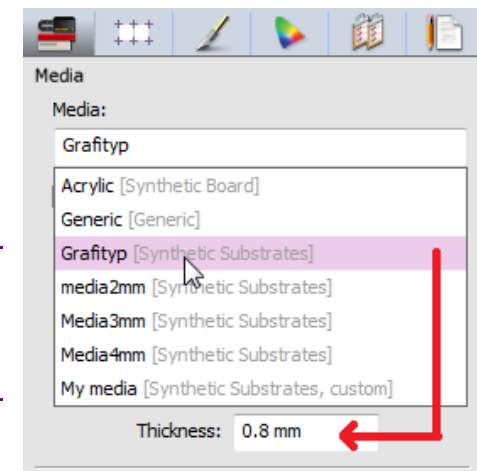 Media
Media:
Grafityp
Acrylic [Synthetic Board]
Generic [Generic]
Grafityp [Synthetic Substrates]
media2mm [Synthetic Substrates]
Media3mm [Synthetic Substrates]
Media4mm [Synthetic Substrates]
My media [Synthetic Substrates, custom]
Thickness: 0.8 mm